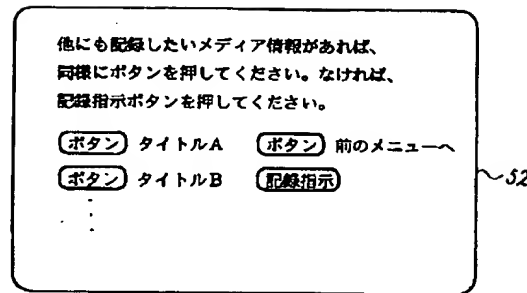 他にも記録したいメディア情報があれば、
同様にボタンを押してください。なければ、
記録指示ボタンを押してください。
ボタン タイトルA ボタン 前のメニューへ
ボタン タイトルB 記録指示
52